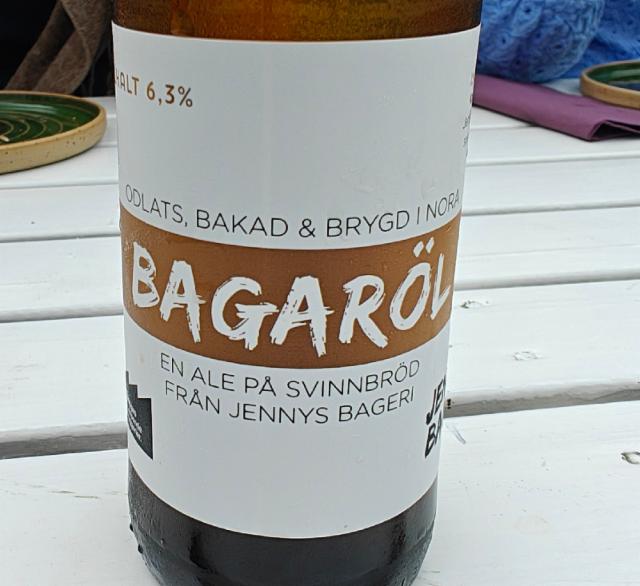 HALT 6,3%
ODLATS, BAKAD & BRYGD I NORA
BAGARÖL
EN ALE PÅ SVINNBRÖD
FRÅN JENNYS BAGERI